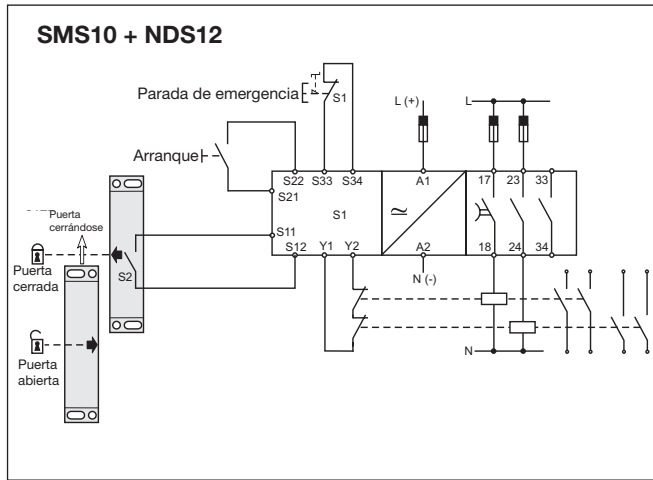 SMS10 + NDS12
Parada de emergencia
S1
L (+)
L
Arranque
S22
S33
S34
A1
17
23
33
S21
S1
S11
S12
Y1
Y2
A2
18
24
34
N (-)
Puerta
cerrándose
Puerta
cerrada
S2
Puerta
abierta
N